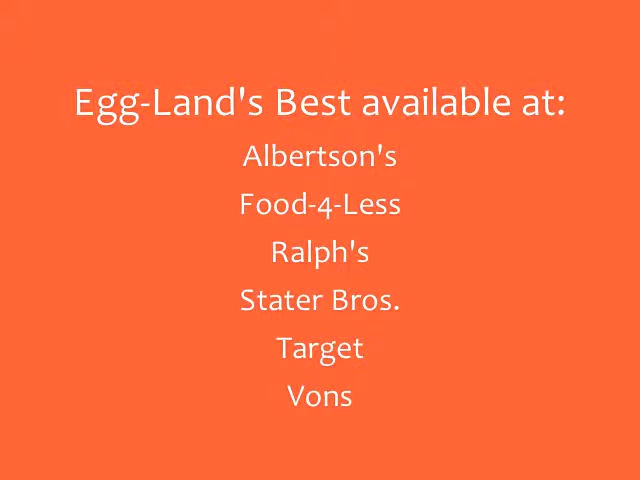 Egg-Land's Best available at:
Albertson's
Food-4-Less
Ralph's
Stater Bros.
Target
Vons